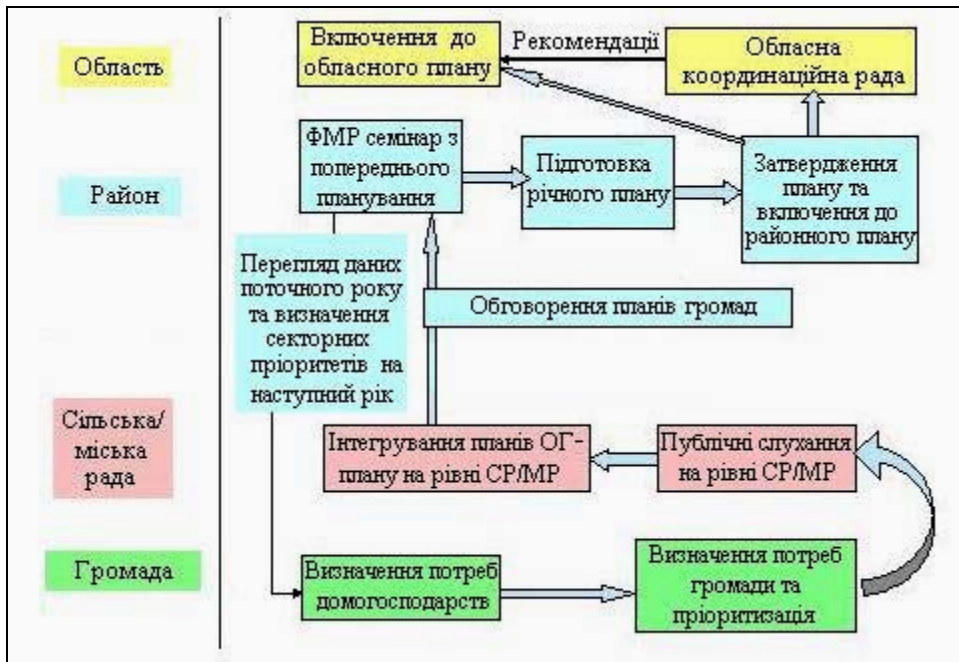 Область
Включення до
обласного плану
Рекомендації
Обласна
координаційна рада
Район
ФМР семінар з
попереднього
планування
Підготовка
річного плану
Затвердження
плану та
включення до
районного плану
Перегляд даних
поточного року
та визначення
секторних
пріоритетів на
наступний рік
Обговорення планів громад
Сільська/
міська
рада
Інтегрування планів ОГ-
плану на рівні СР/МР
Публічні слухання
на рівні СР/МР
Громада
Визначення потреб
домогосподарств
Визначення потреб
громади та
пріоритизація